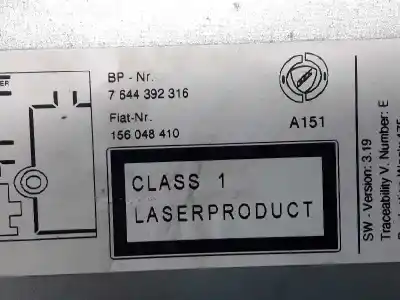 BP - Nr.
7 644 392 316
Fiat-Nr.
156 048 410
A151
CLASS 1
LASERPRODUCT
SW - Version: 3.19
Traceability V. Number: E